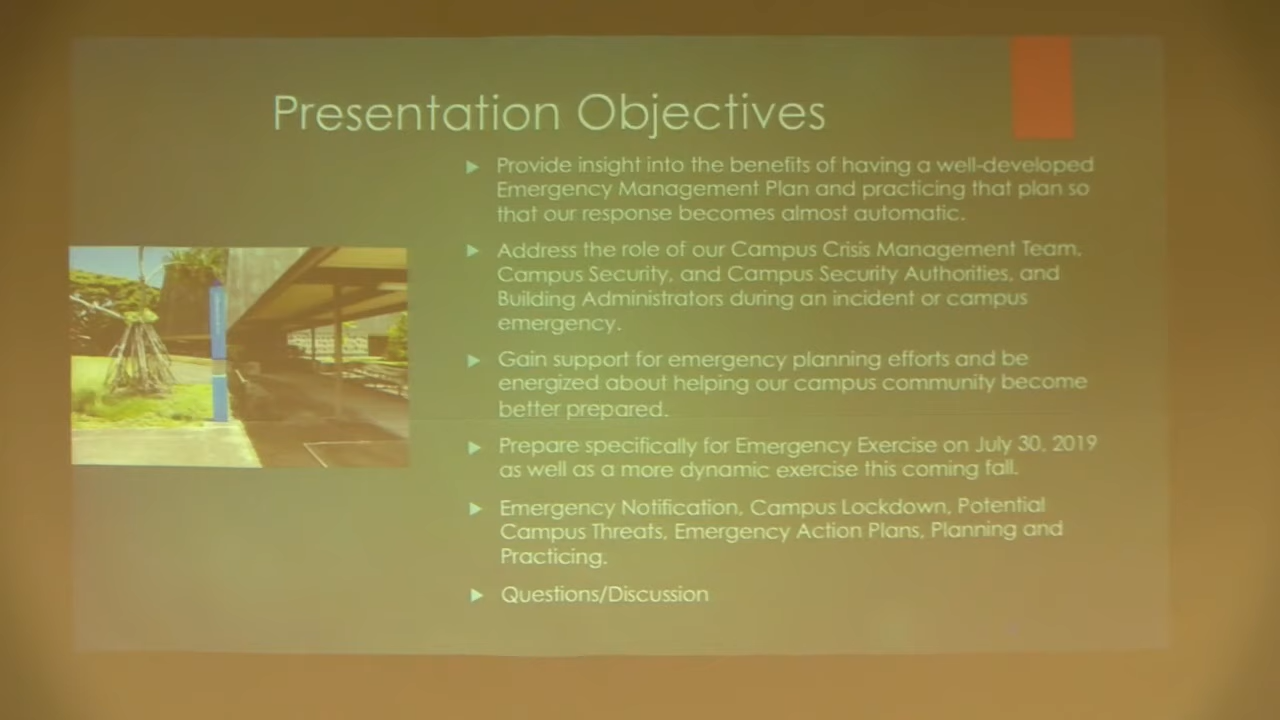 Presentation Objectives
Provide insight into the benefits of having a well-developed
Emergency Management Plan and practicing that plan so
that our response becomes almost automatic.
Address the role of our Campus Crisis Management Team,
Campus Security, and Campus Security Authorities, and
Building Administrators during an incident or campus
emergency.
Gain support for emergency planning efforts and be
energized about helping our campus community become
better prepared.
Prepare specifically for Emergency Exercise on July 30, 2019
as well as a more dynamic exercise this coming fall.
Emergency Notification, Campus Lockdown, Potential
Campus Threats, Emergency Action Plans, Planning and
Practicing.
Questions/Discussion